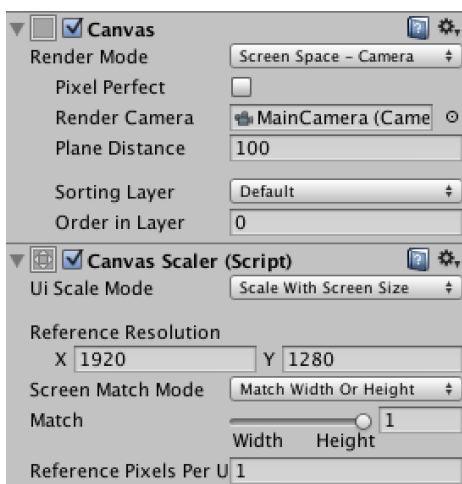 Canvas
Render Mode Screen Space - Camera
Pixel Perfect
Render Camera MainCamera (Came
Plane Distance 100
Sorting Layer Default
Order in Layer 0
Canvas Scaler (Script)
Ui Scale Mode Scale With Screen Size
Reference Resolution
X 1920 Y 1280
Screen Match Mode Match Width Or Height
Match 1
Width Height
Reference Pixels Per U 1